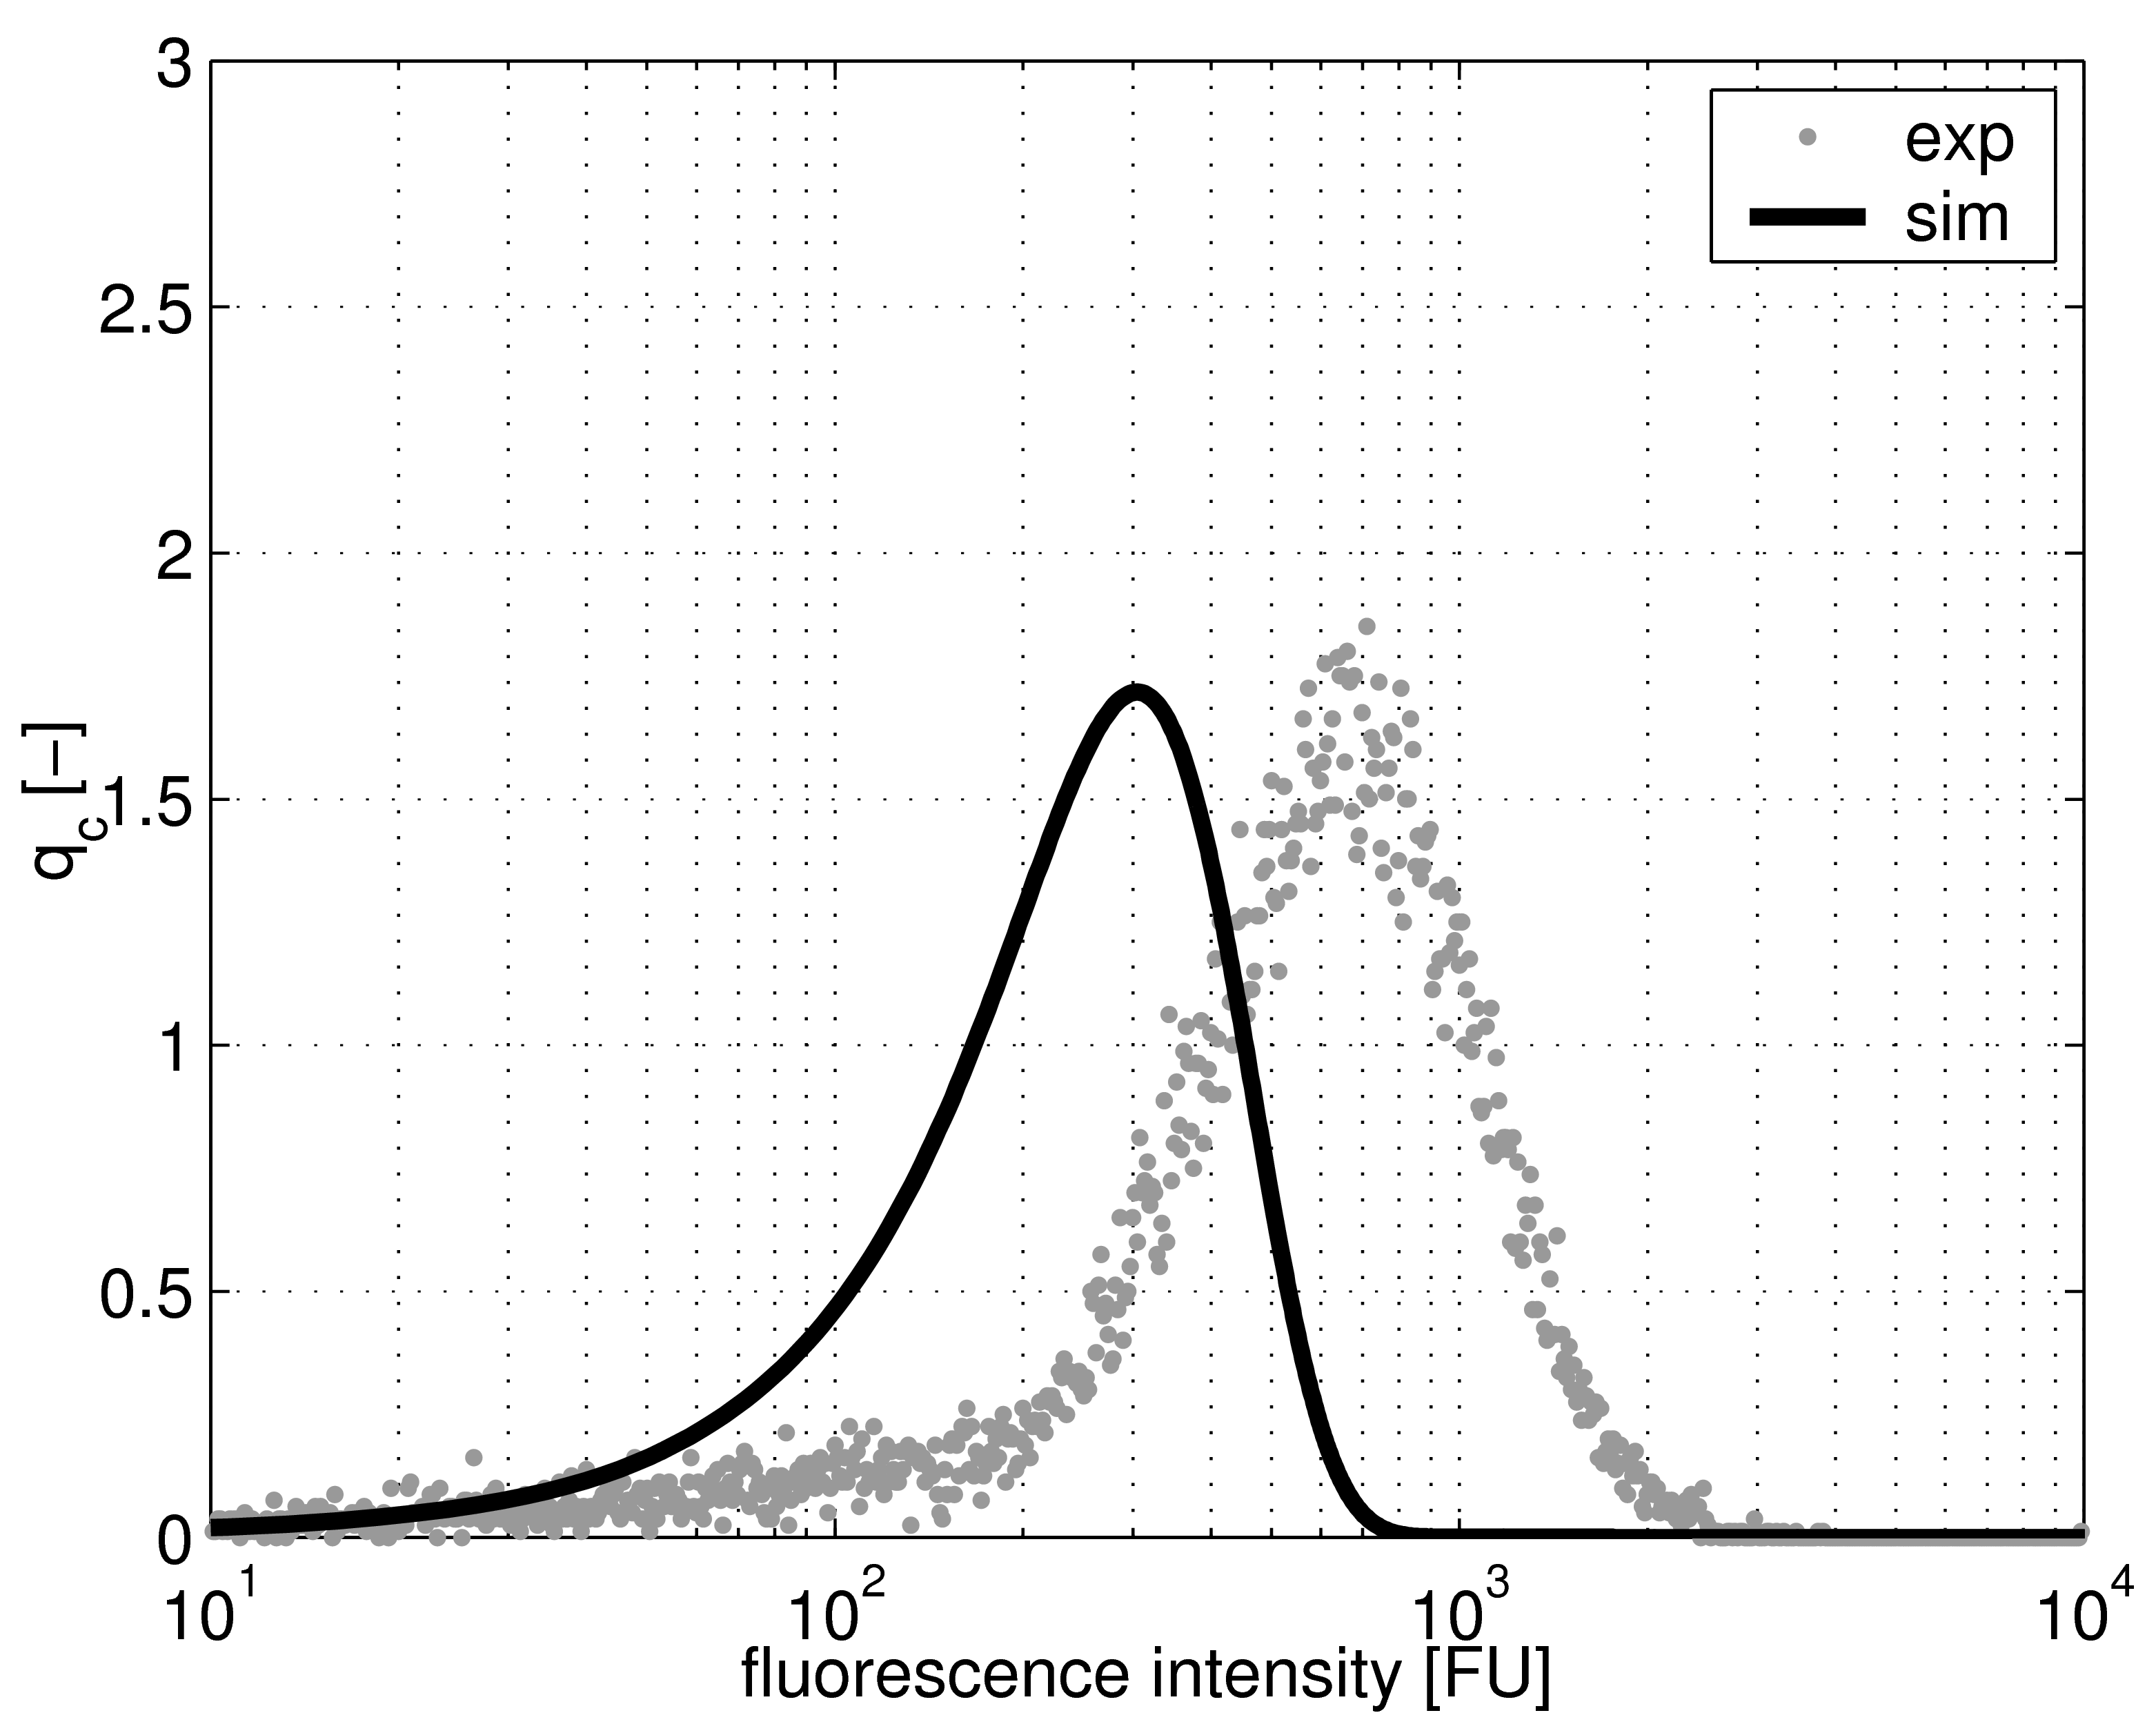 3
2.5
2
1.5
1
0.5
0
q_c [−]
10^1
10^2
10^3
10^4
fluorescence intensity [FU]
exp
sim